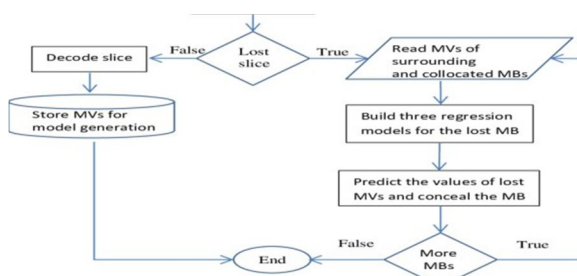 False
Lost
slice
True
Decode slice
Read MVs of
surrounding
and collocated MBs
Store MVs for
model generation
Build three regression
models for the lost MB
Predict the values of lost
MVs and conceal the MB
End
False
More
MBs
True